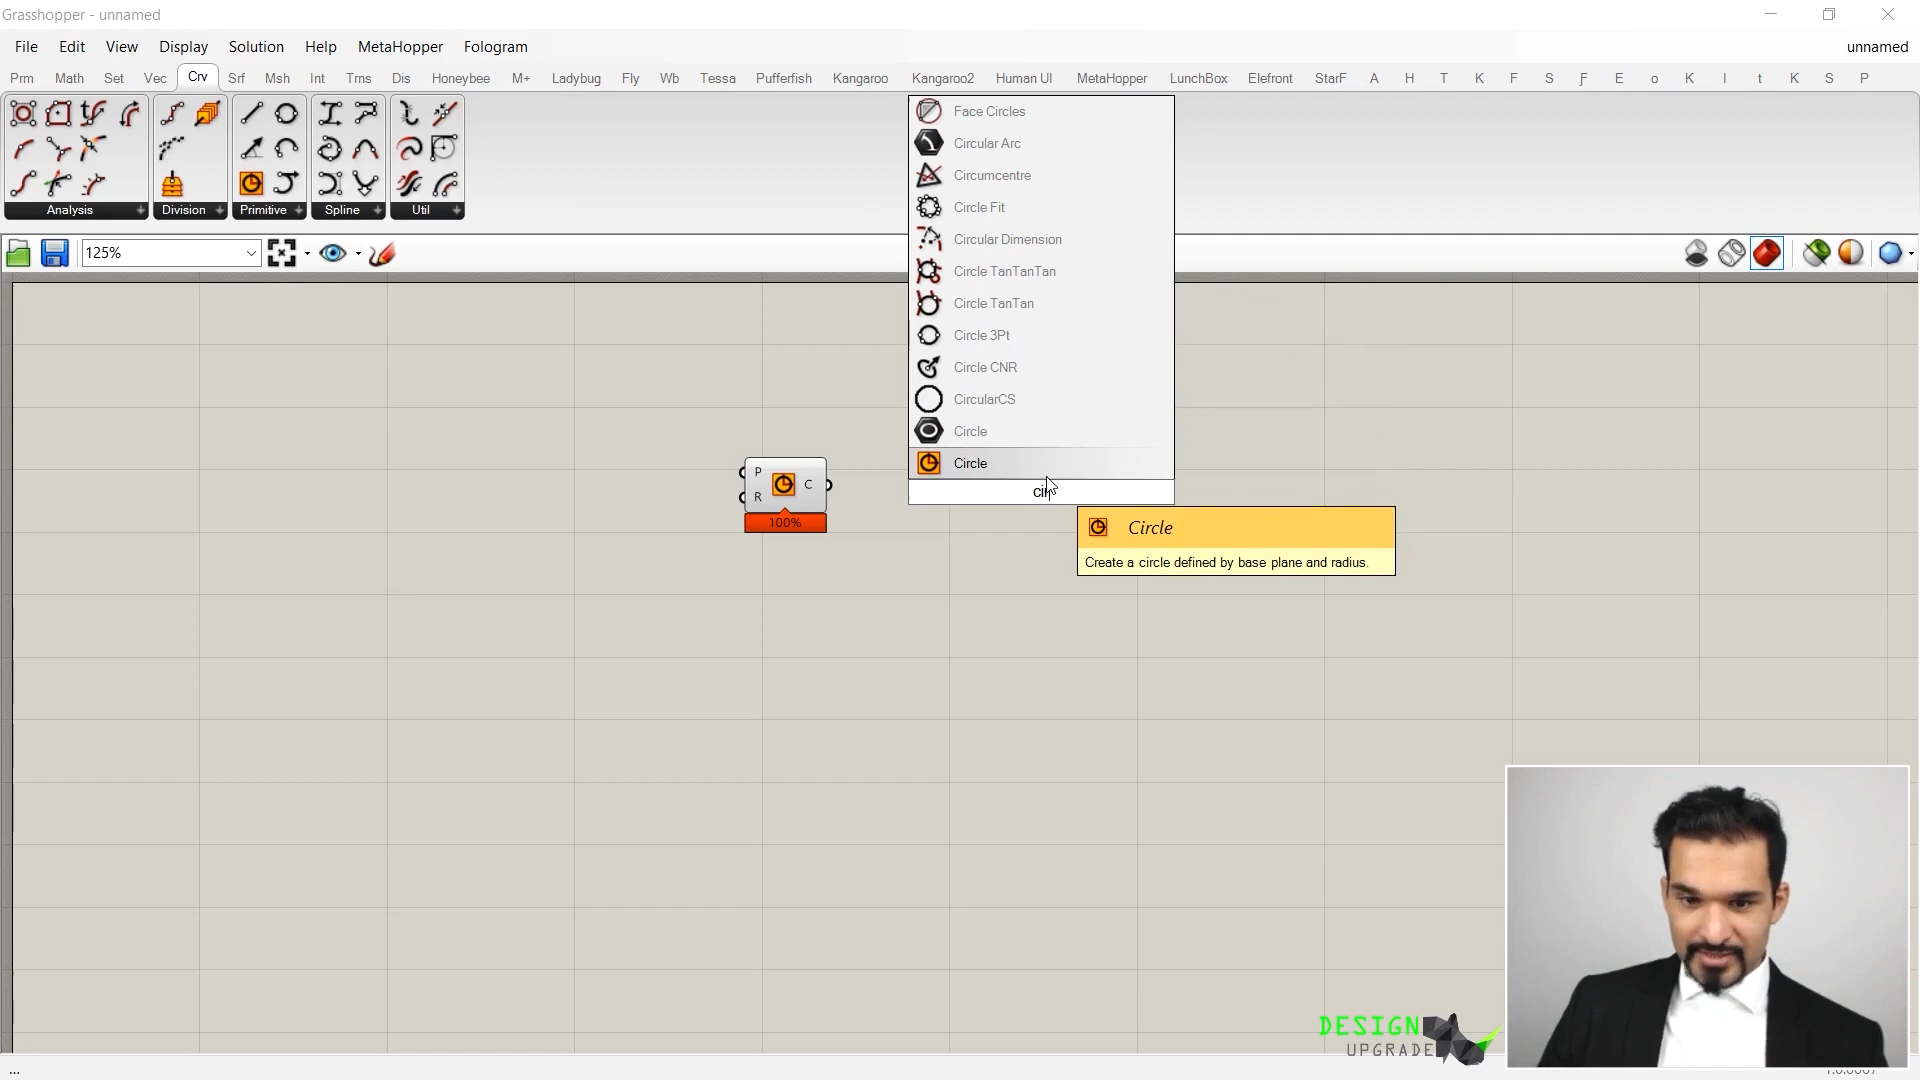 Grasshopper - unnamed
File Edit View Display Solution Help MetaHopper Fologram unnamed
Prm Math Set Vec Crv Srf Msh Int Trns Dis Honeybee M+ Ladybug Fly Wb Tessa Pufferfish Kangaroo Kangaroo2 Human UI MetaHopper LunchBox Elefront StarF A H T K F S Ƒ E o K I t K S P
Analysis Division Primitive Spline Util
125%
Face Circles
Circular Arc
Circumcentre
Circle Fit
Circular Dimension
Circle TanTanTan
Circle TanTan
Circle 3Pt
Circle CNR
CircularCS
Circle
Circle
cir
Circle
Create a circle defined by base plane and radius.
P
R
C
100%
DESIGN
UPGRADE
...